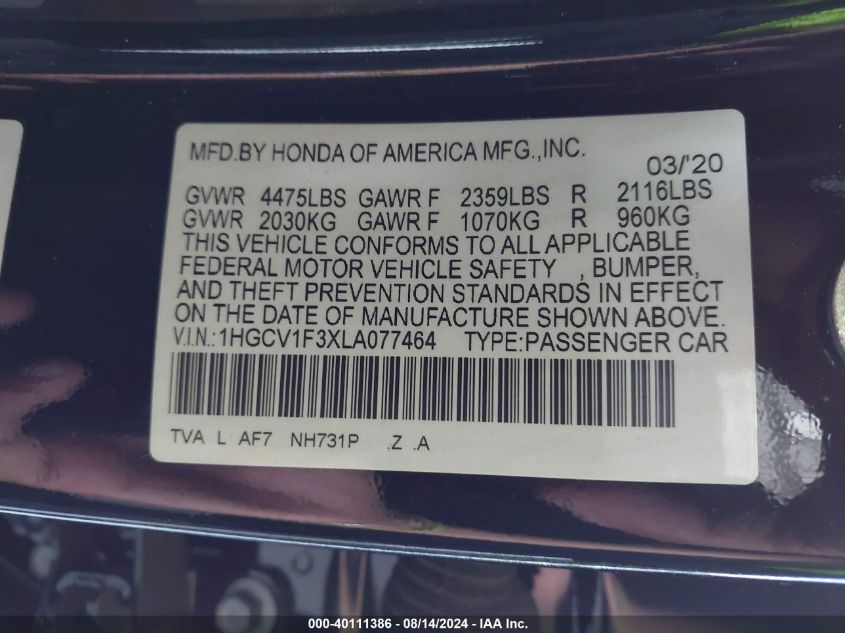 MFD.BY HONDA OF AMERICA MFG.,INC.
03/'20
GVWR 4475LBS GAWR F 2359LBS R 2116LBS
GVWR 2030KG GAWR F 1070KG R 960KG
THIS VEHICLE CONFORMS TO ALL APPLICABLE
FEDERAL MOTOR VEHICLE SAFETY , BUMPER,
AND THEFT PREVENTION STANDARDS IN EFFECT
ON THE DATE OF MANUFACTURE SHOWN ABOVE.
V.I.N.:1HGCV1F3XLA077464 TYPE:PASSENGER CAR
TVA L AF7 NH731P .Z .A
000-40111386 | 08/14/2024 - IAA Inc.